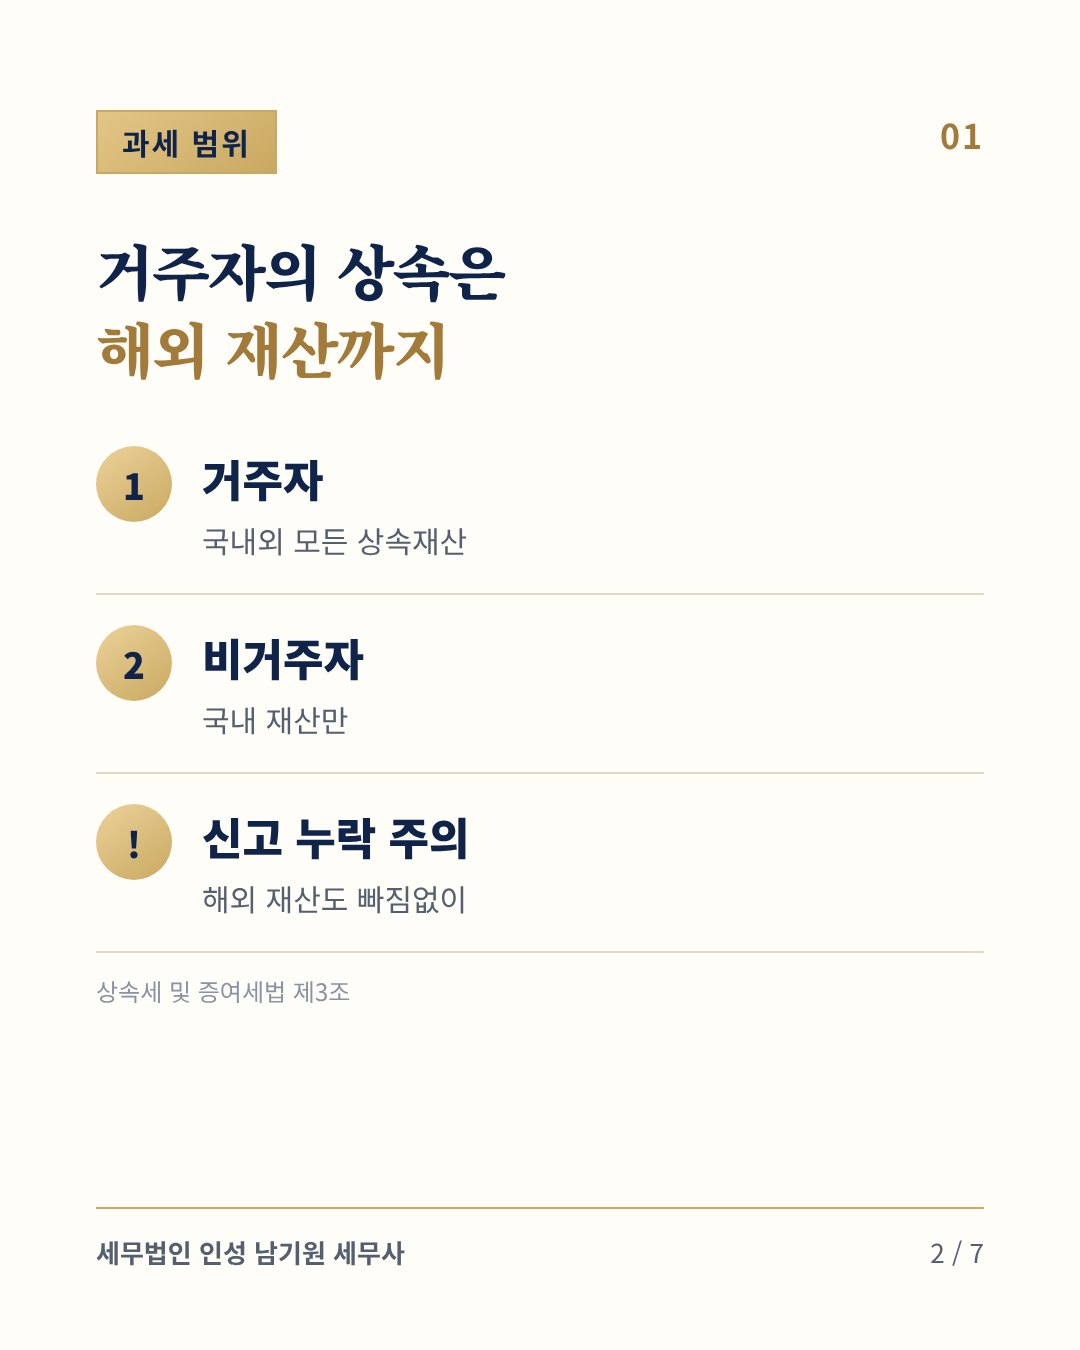 과세 범위
01
거주자의 상속은
해외 재산까지
1
거주자
국내외 모든 상속재산
2
비거주자
국내 재산만
!
신고 누락 주의
해외 재산도 빠짐없이
상속세 및 증여세법 제3조
세무법인 인성 남기원 세무사
2 / 7